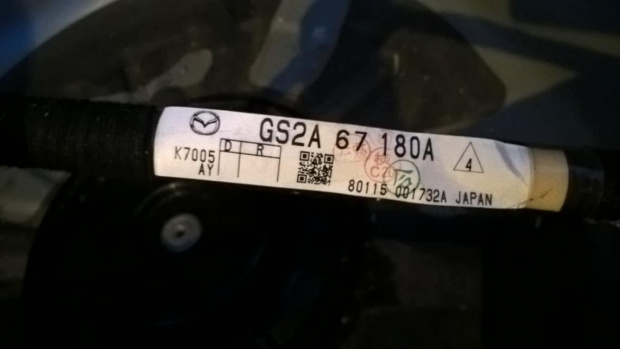 GS2A 67 180A
K7005 D R 4
AY
80115 001732A JAPAN